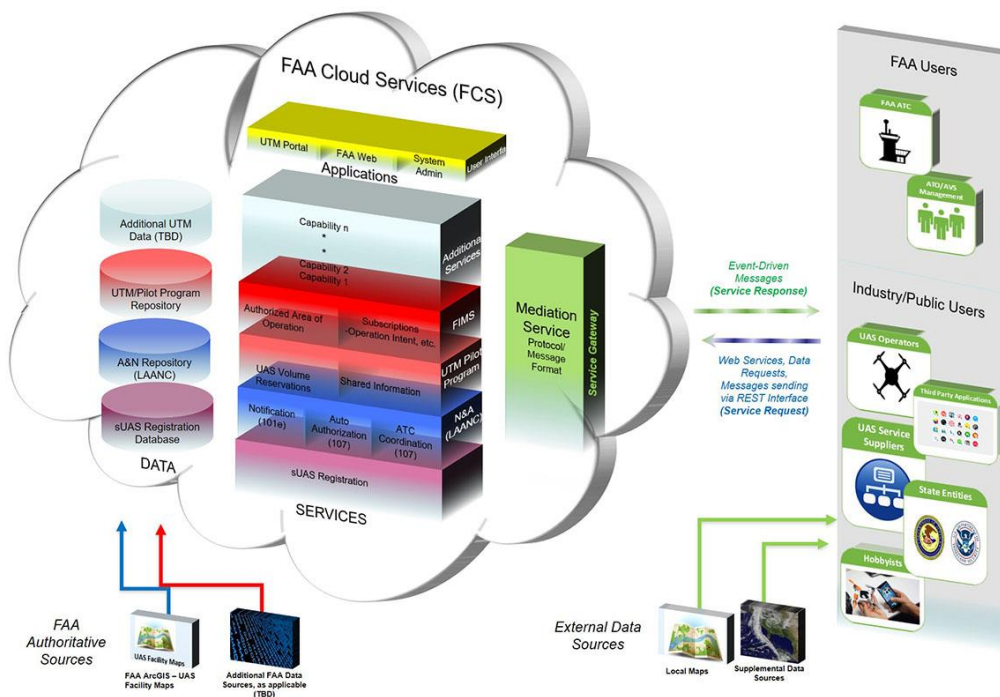 FAA Cloud Services (FCS)
UTM Portal
FAA Web
System
Admin
User Interfa
Applications
Additional UTM
Data (TBD)
UTM/Pilot Program
Repository
A&N Repository
(LAANC)
sUAS Registration
Database
DATA
Capability n
Capability 2
Capability 1
Additional
Services
Authorized Area of
Operation
Subscriptions
-Operation Intent, etc.
FIMS
UAS Volume
Reservations
Shared Information
UTM Pilot
Program
Notification
(101e)
Auto
Authorization
(107)
ATC
Coordination
(107)
N&A
(LAANC)
sUAS Registration
SERVICES
Mediation
Service
Protocol/
Message
Format
Service Gateway
Event-Driven
Messages
(Service Response)
Web Services, Data
Requests,
Messages sending
via REST Interface
(Service Request)
FAA Users
FAA ATC
ATO/AVS
Management
Industry/Public Users
UAS Operators
Third Party Applications
UAS Service
Suppliers
State Entities
Hobbyists
FAA
Authoritative
Sources
UAS Facility Maps
FAA ArcGIS – UAS
Facility Maps
Additional FAA Data
Sources, as applicable
(TBD)
External Data
Sources
Local Maps
Supplemental Data
Sources